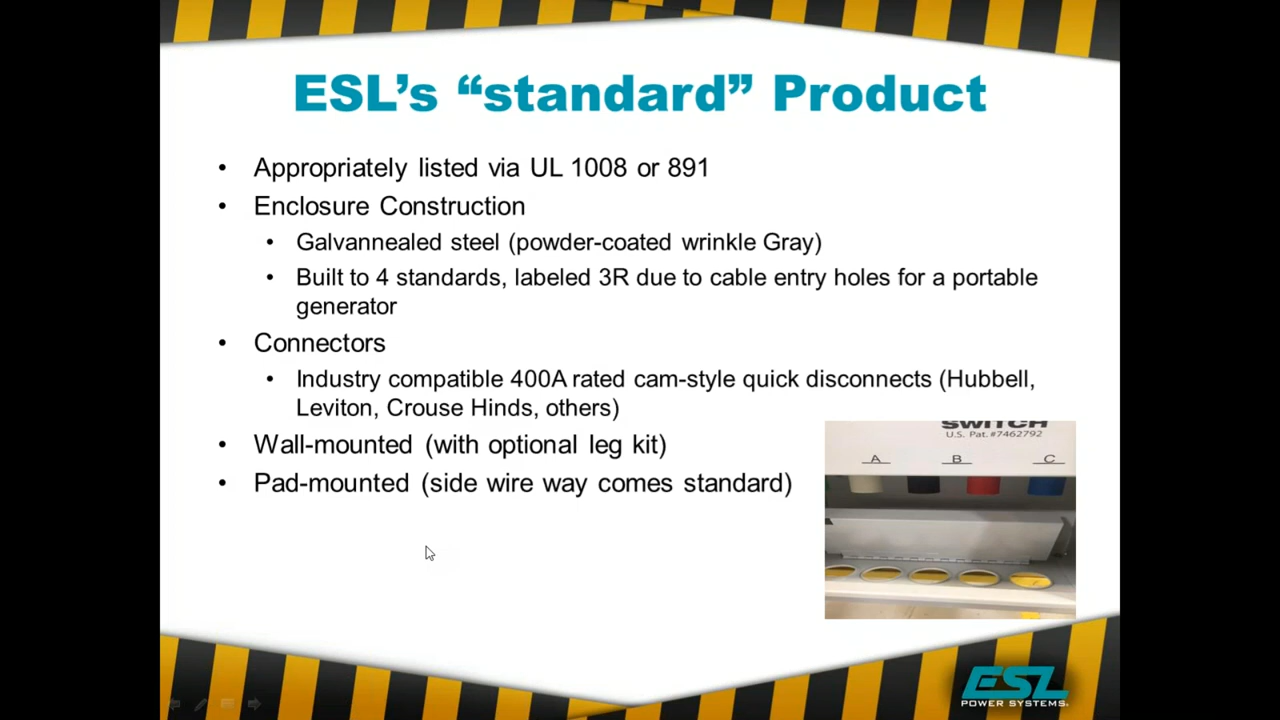 ESL's “standard” Product
• Appropriately listed via UL 1008 or 891
• Enclosure Construction
• Galvannealed steel (powder-coated wrinkle Gray)
• Built to 4 standards, labeled 3R due to cable entry holes for a portable
generator
• Connectors
• Industry compatible 400A rated cam-style quick disconnects (Hubbell,
Leviton, Crouse Hinds, others)
• Wall-mounted (with optional leg kit)
• Pad-mounted (side wire way comes standard)
SWITCH
U.S. Pat. #7462792
A B C
ESL
POWER SYSTEMS®